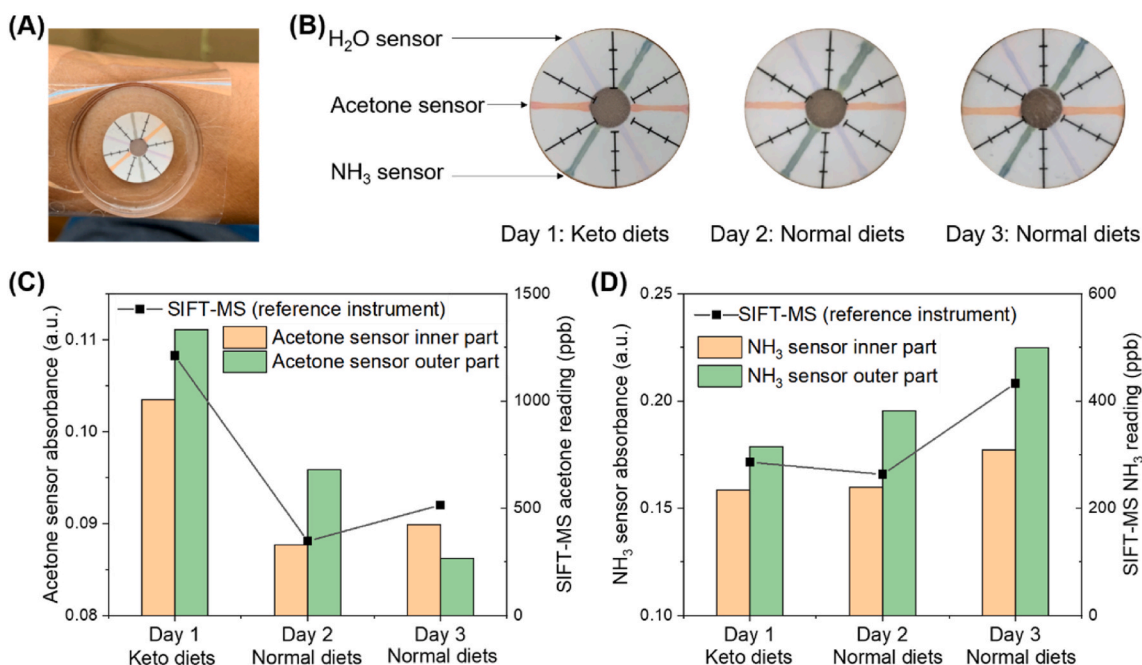 (A)
(B)
H₂O sensor
Acetone sensor
NH₃ sensor
Day 1: Keto diets
Day 2: Normal diets
Day 3: Normal diets
(C)
SIFT-MS (reference instrument)
Acetone sensor inner part
Acetone sensor outer part
Acetone sensor absorbance (a.u.)
0.11
0.10
0.09
0.08
1500
1000
500
0
SIFT-MS acetone reading (ppb)
Day 1
Keto diets
Day 2
Normal diets
Day 3
Normal diets
(D)
SIFT-MS (reference instrument)
NH₃ sensor inner part
NH₃ sensor outer part
NH₃ sensor absorbance (a.u.)
0.25
0.20
0.15
0.10
600
400
200
0
SIFT-MS NH₃ reading (ppb)
Day 1
Keto diets
Day 2
Normal diets
Day 3
Normal diets